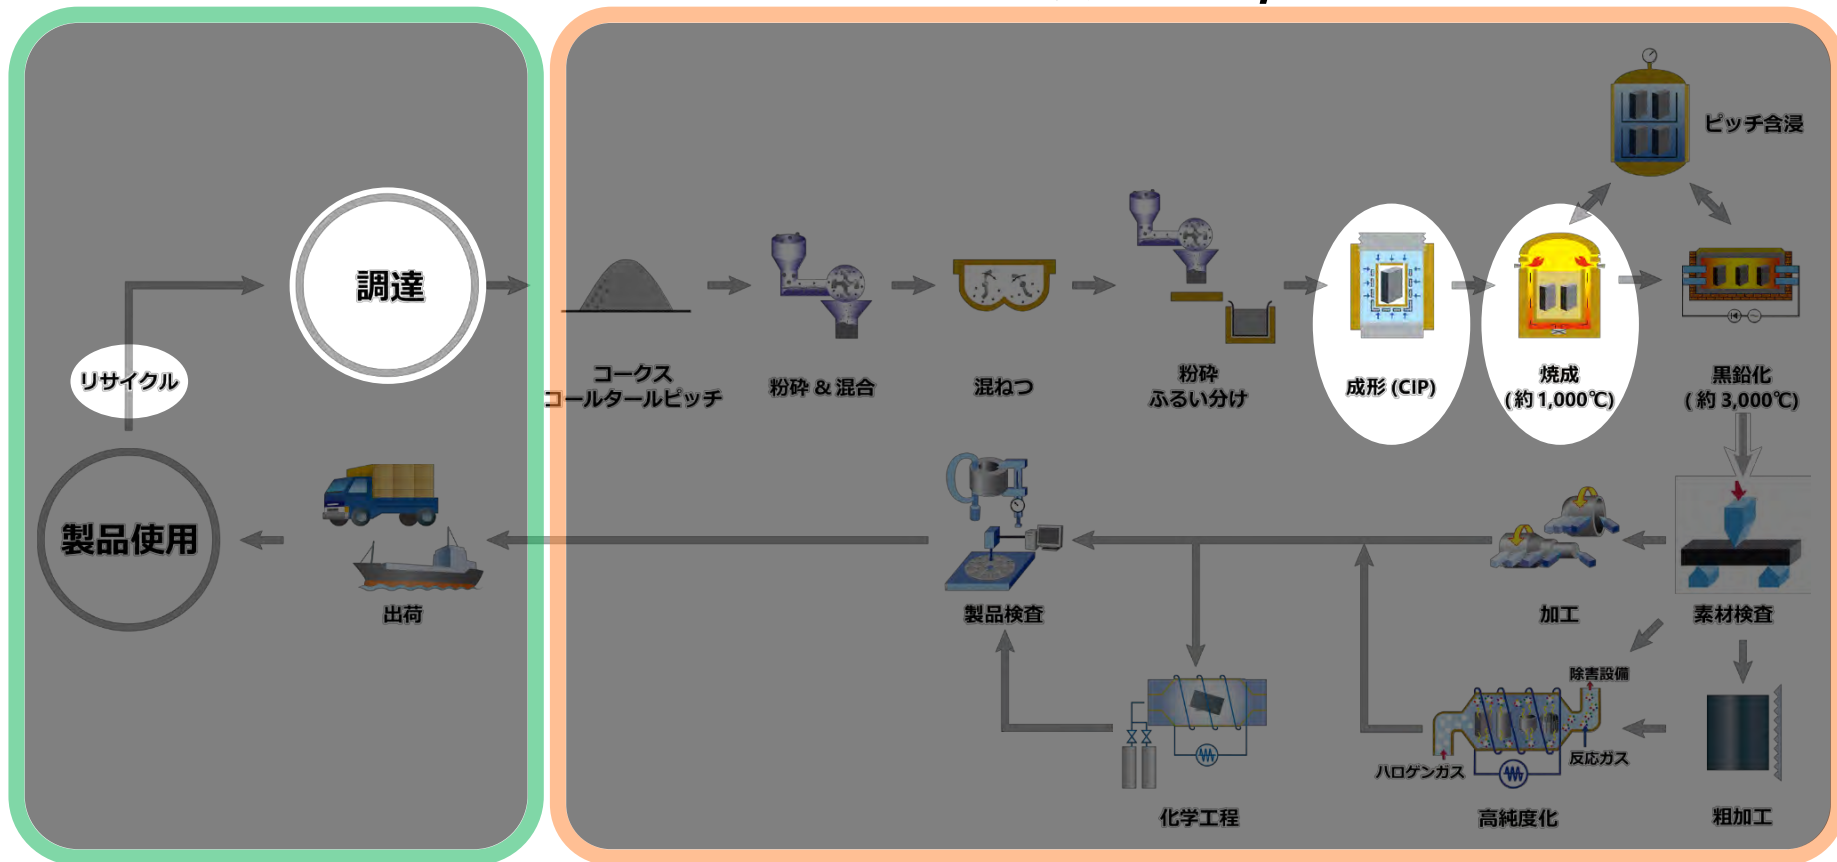 ピッチ含浸
調達
リサイクル
コークス
コールタールピッチ
粉砕 & 混合
混ねつ
粉砕
ふるい分け
成形 (CIP)
焼成
(約 1,000℃)
黒鉛化
( 約 3,000℃)
製品使用
出荷
製品検査
加工
素材検査
除害設備
反応ガス
ハロゲンガス
化学工程
高純度化
粗加工